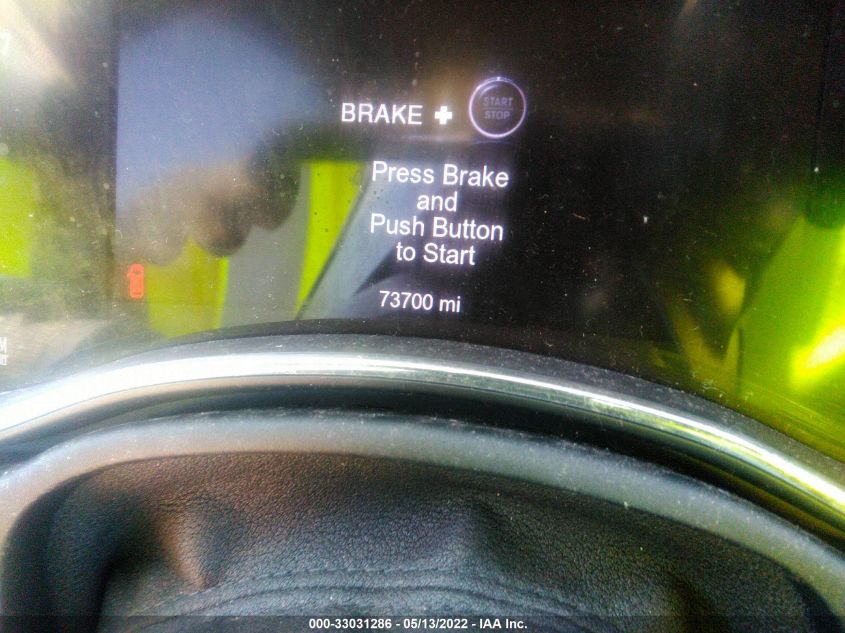 BRAKE + START
STOP
Press Brake
and
Push Button
to Start
73700 mi
000-33031286 - 05/13/2022 - IAA, Inc.